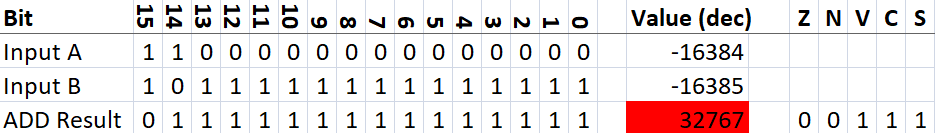 Bit 15 14 13 12 11 10 9 8 7 6 5 4 3 2 1 0 Value (dec) Z N V C S
Input A 1 1 0 0 0 0 0 0 0 0 0 0 0 0 0 0 -16384
Input B 1 0 1 1 1 1 1 1 1 1 1 1 1 1 1 1 -16385
ADD Result 0 1 1 1 1 1 1 1 1 1 1 1 1 1 1 1 32767 0 0 1 1 1